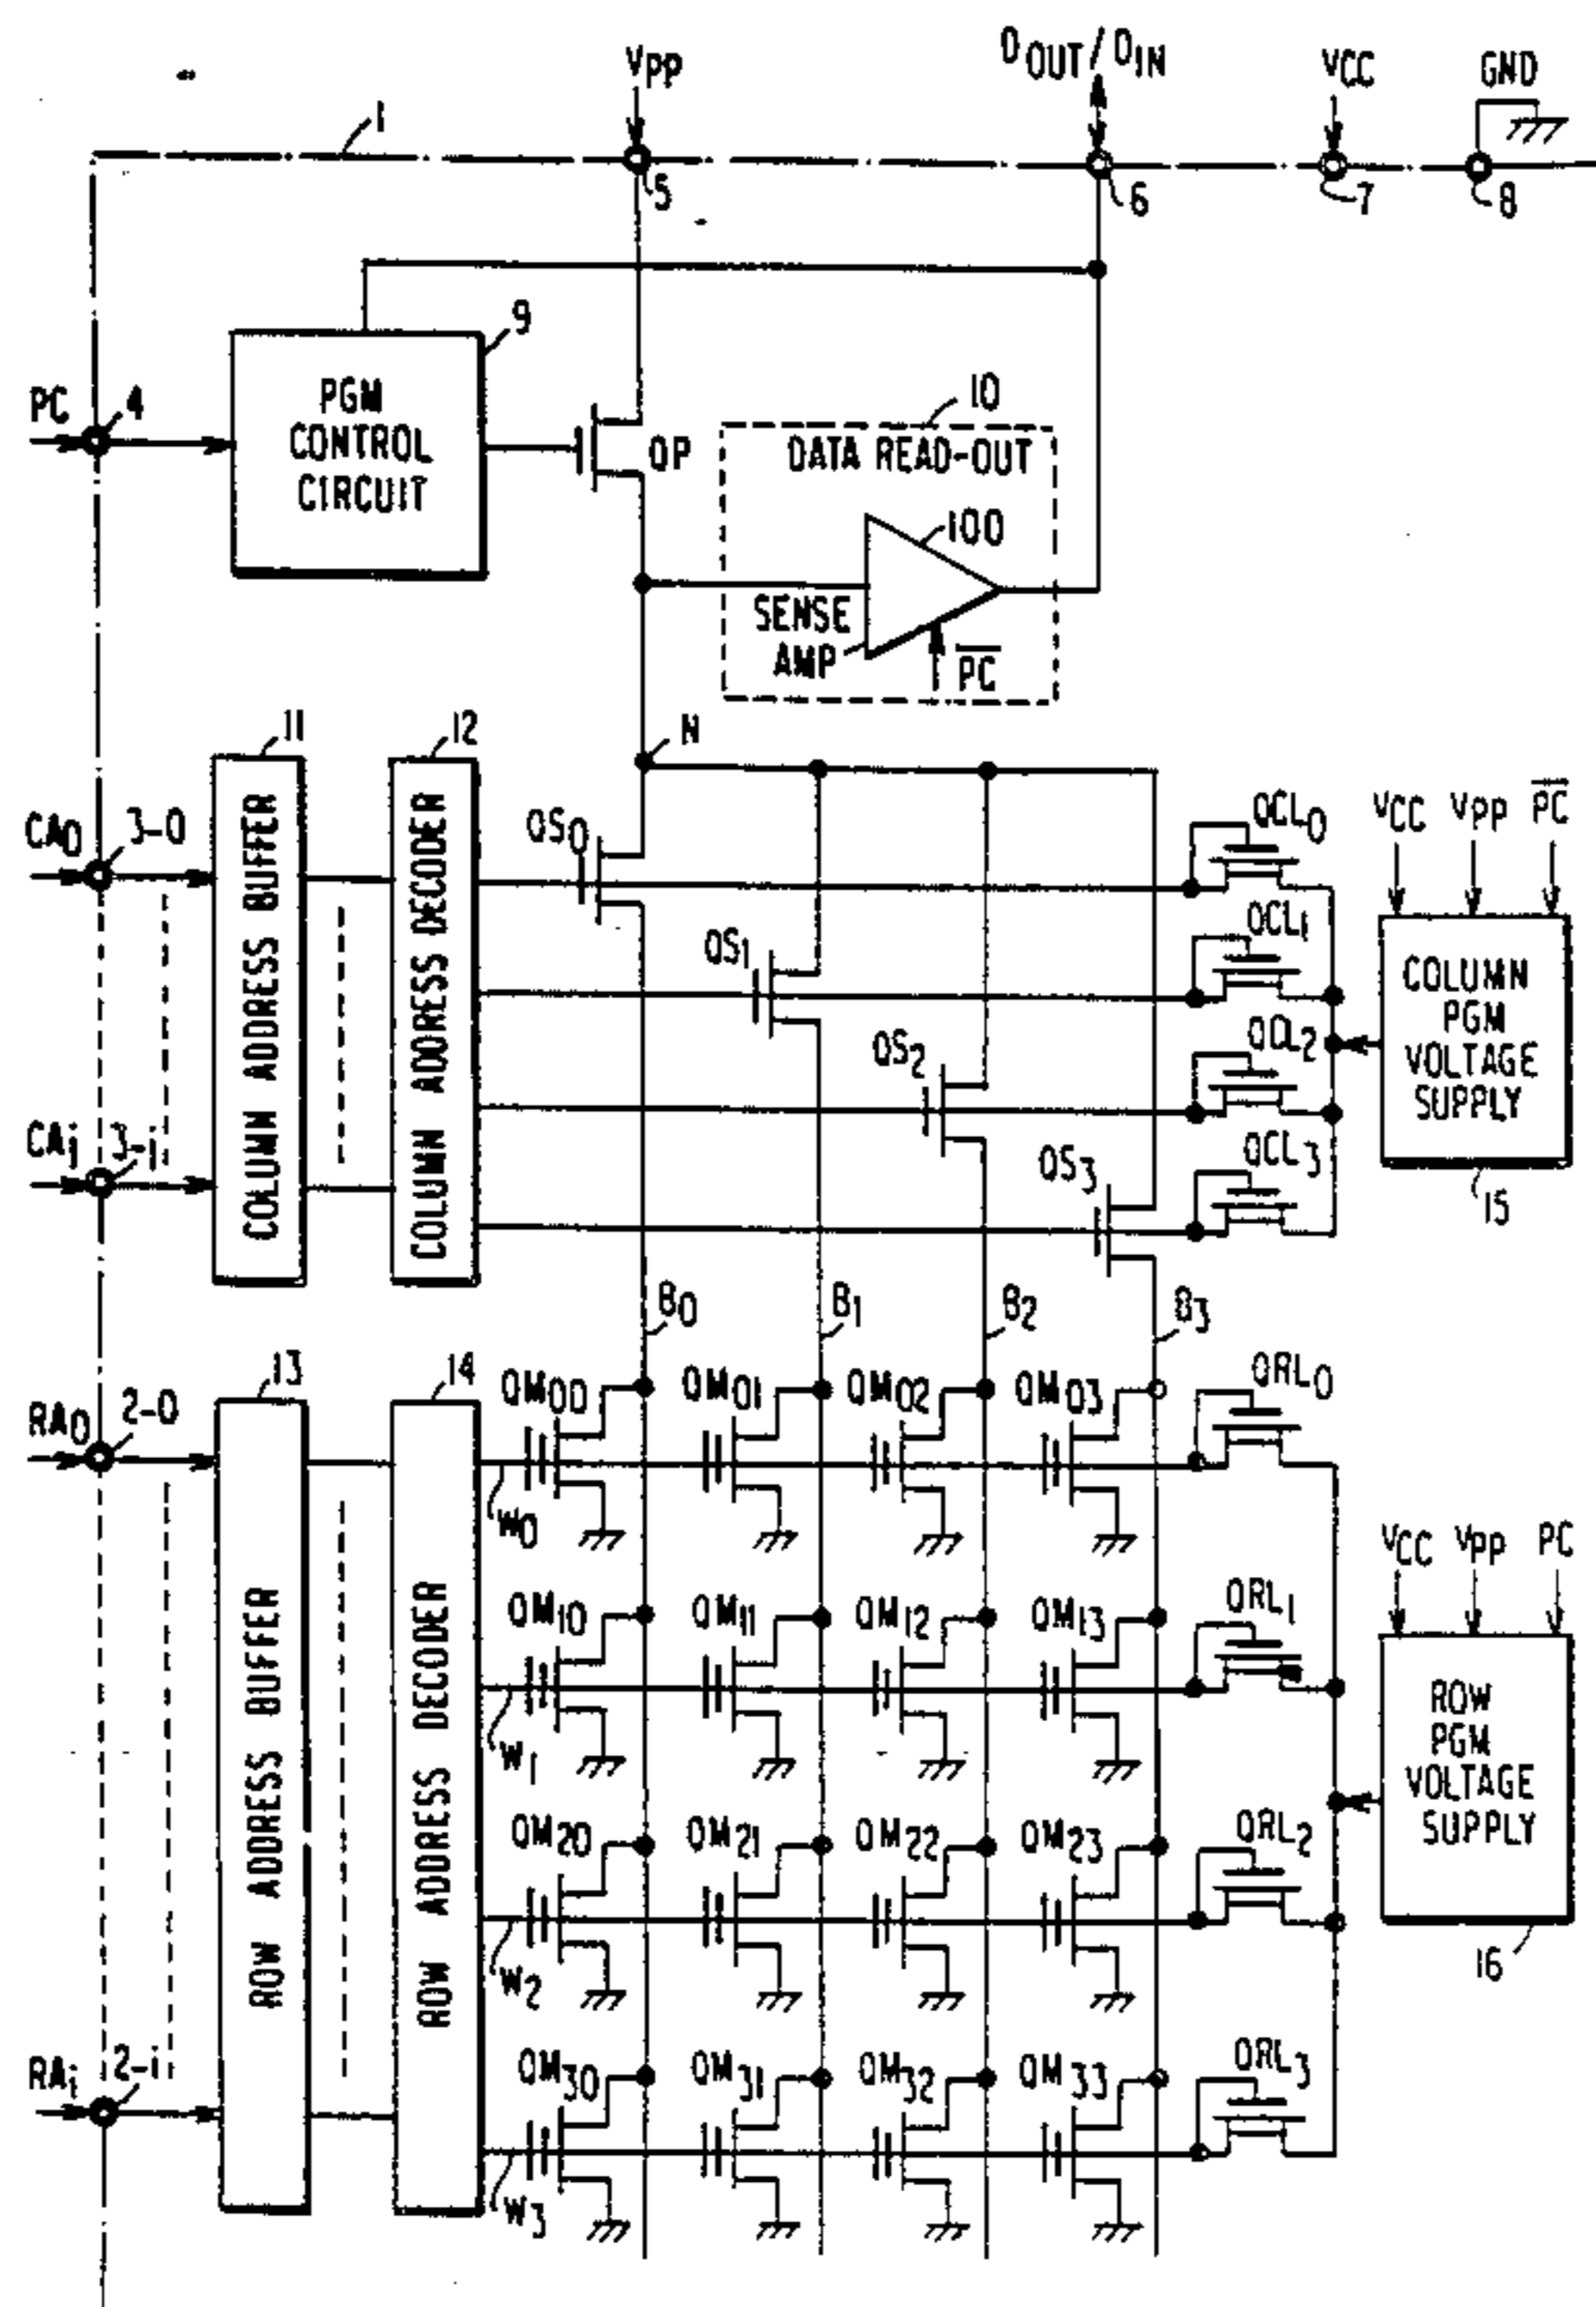 VPP
DOUT/DIN
VCC
GND
1
5
6
7
8
9
PGM
CONTROL
CIRCUIT
PC
4
QP
10
DATA READ-OUT
100
SENSE
AMP
PC
N
11
12
COLUMN ADDRESS BUFFER
COLUMN ADDRESS DECODER
CA0
3-0
CAi
3-i
QS0
QS1
QS2
QS3
QCL0
QCL1
QCL2
QCL3
VCC
VPP
PC
COLUMN
PGM
VOLTAGE
SUPPLY
15
B0
B1
B2
B3
13
14
ROW ADDRESS BUFFER
ROW ADDRESS DECODER
RA0
2-0
RAi
2-i
QM00
QM01
QM02
QM03
QRL0
W0
QM10
QM11
QM12
QM13
QRL1
W1
QM20
QM21
QM22
QM23
QRL2
W2
QM30
QM31
QM32
QM33
QRL3
W3
VCC
VPP
PC
ROW
PGM
VOLTAGE
SUPPLY
16